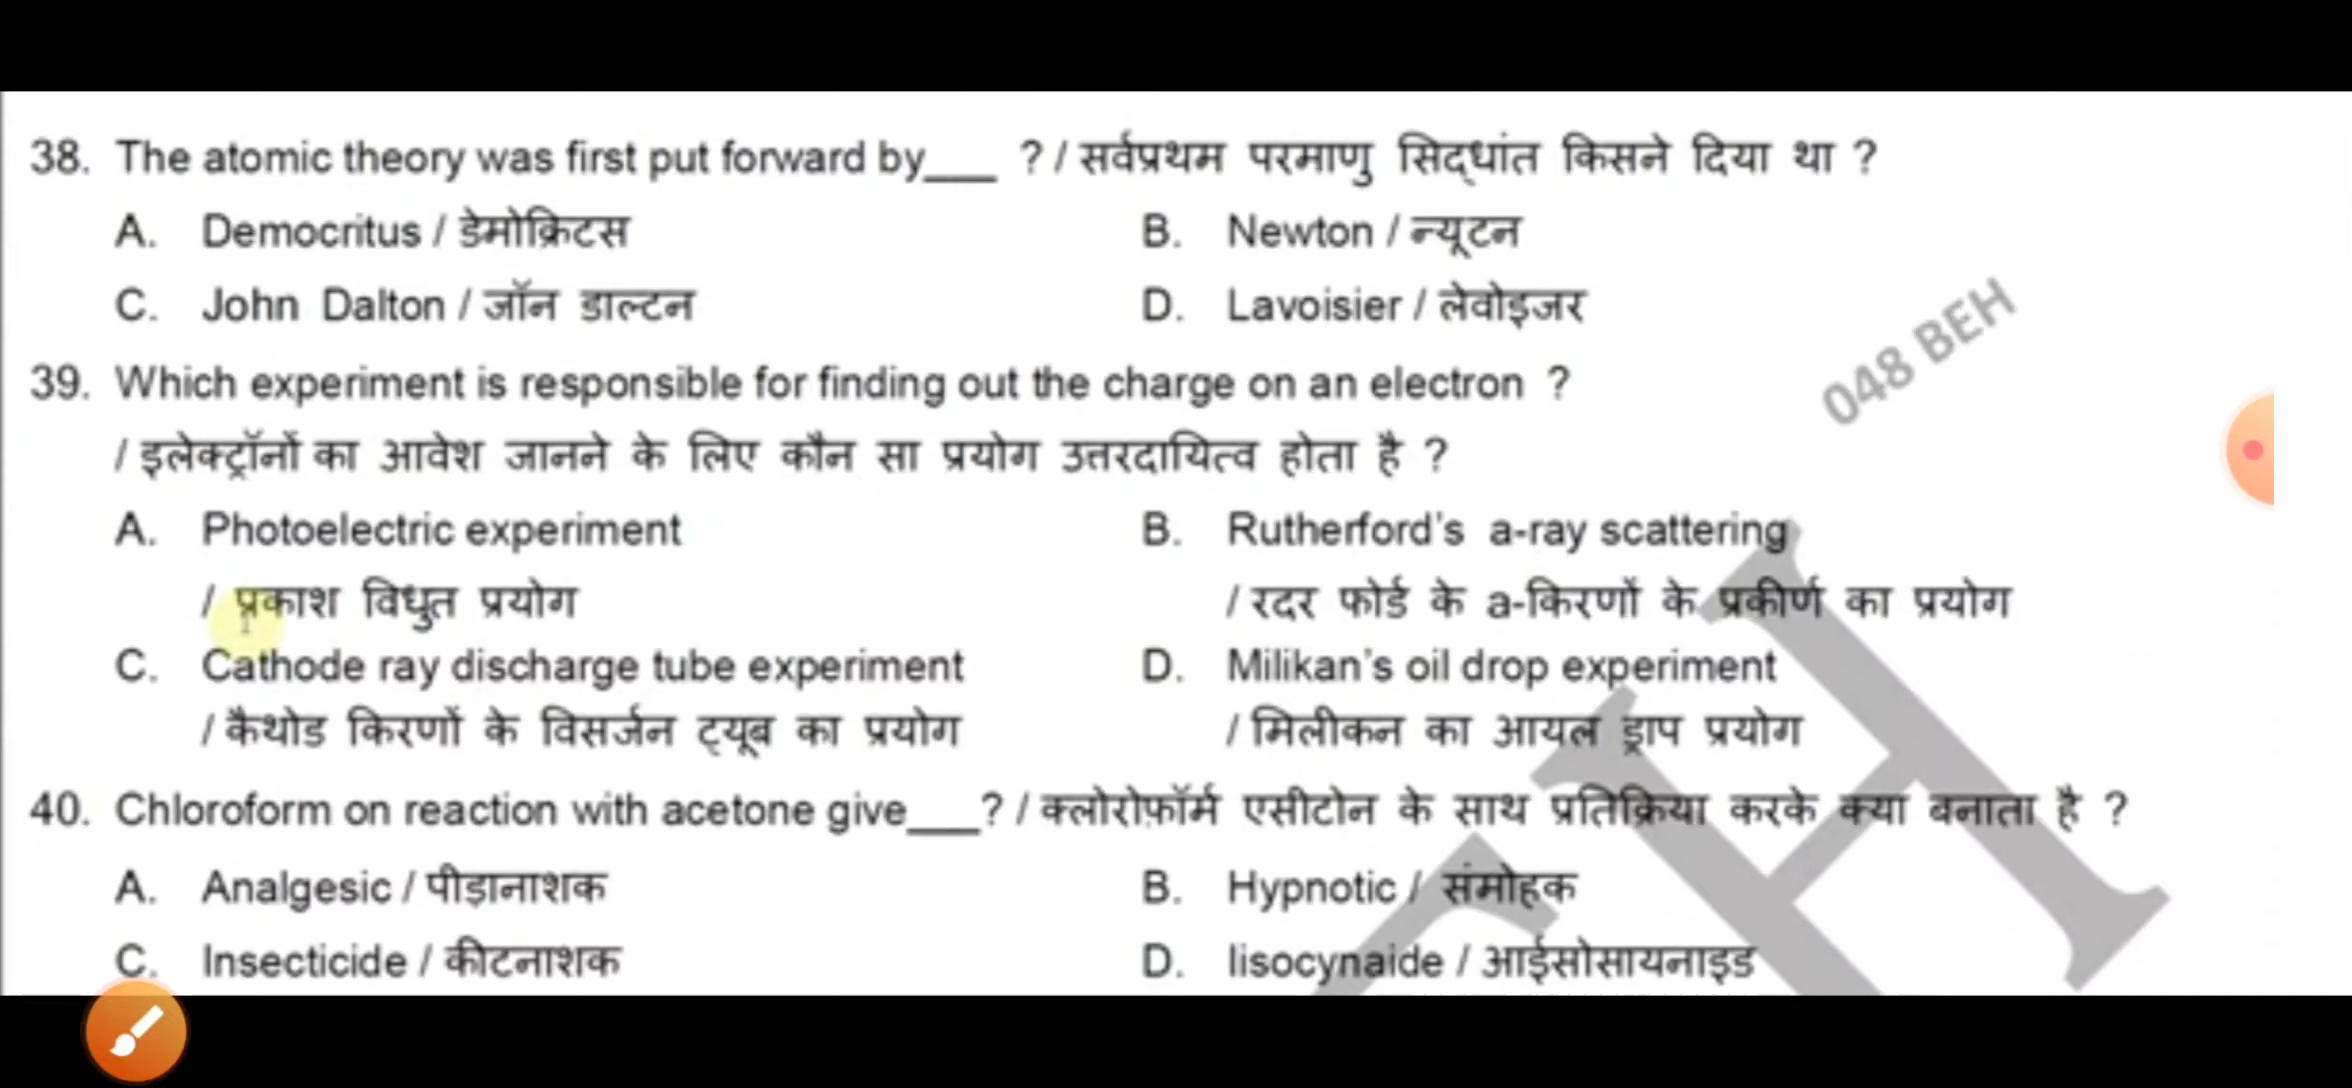 38. The atomic theory was first put forward by___ ? / सर्वप्रथम परमाणु सिद्धांत किसने दिया था ?
A. Democritus / डेमोक्रिटस B. Newton / न्यूटन
C. John Dalton / जॉन डाल्टन D. Lavoisier / लेवोइजर
048 BEH
39. Which experiment is responsible for finding out the charge on an electron ?
/ इलेक्ट्रॉनों का आवेश जानने के लिए कौन सा प्रयोग उत्तरदायित्व होता है ?
A. Photoelectric experiment B. Rutherford's a-ray scattering
/ प्रकाश विधुत प्रयोग / रदर फोर्ड के a-किरणों के प्रकीर्ण का प्रयोग
C. Cathode ray discharge tube experiment D. Milikan's oil drop experiment
/ कैथोड किरणों के विसर्जन ट्यूब का प्रयोग / मिलीकन का आयल ड्राप प्रयोग
40. Chloroform on reaction with acetone give___? / क्लोरोफ़ॉर्म एसीटोन के साथ प्रतिक्रिया करके क्या बनाता है ?
A. Analgesic / पीड़ानाशक B. Hypnotic / संमोहक
C. Insecticide / कीटनाशक D. Iisocynaide / आईसोसायनाइड